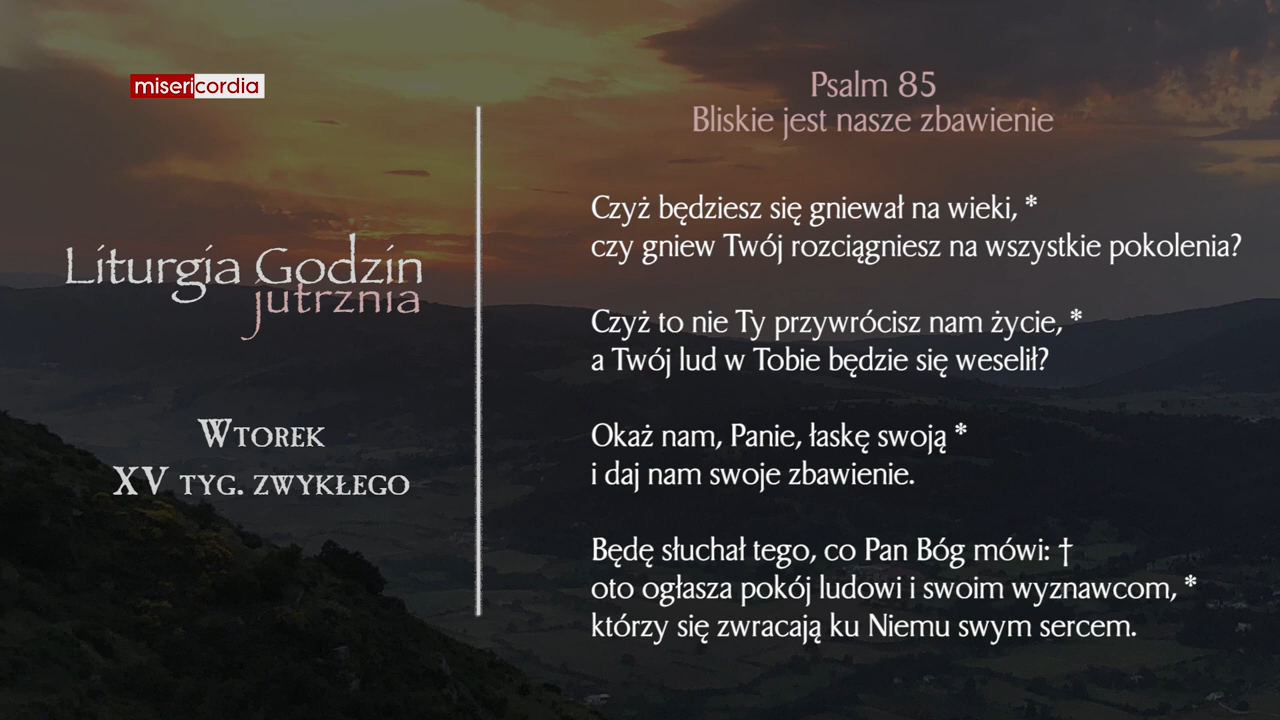 misericordia
Liturgia Godzin
jutrznia
Wtorek
XV tyg. zwykłego
Psalm 85
Bliskie jest nasze zbawienie
Czyż będziesz się gniewał na wieki, *
czy gniew Twój rozciągniesz na wszystkie pokolenia?
Czyż to nie Ty przywrócisz nam życie, *
a Twój lud w Tobie będzie się weselił?
Okaż nam, Panie, łaskę swoją *
i daj nam swoje zbawienie.
Będę słuchał tego, co Pan Bóg mówi: †
oto ogłasza pokój ludowi i swoim wyznawcom, *
którzy się zwracają ku Niemu swym sercem.